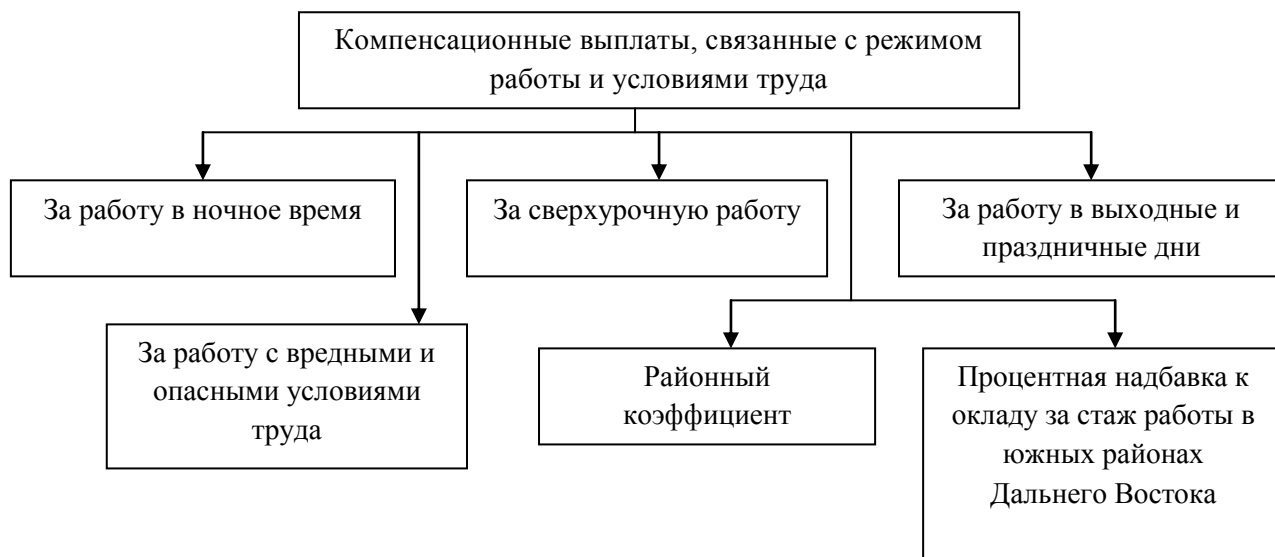 Компенсационные выплаты, связанные с режимом
работы и условиями труда
За работу в ночное время
За сверхурочную работу
За работу в выходные и
праздничные дни
За работу с вредными и
опасными условиями
труда
Районный
коэффициент
Процентная надбавка к
окладу за стаж работы в
южных районах
Дальнего Востока